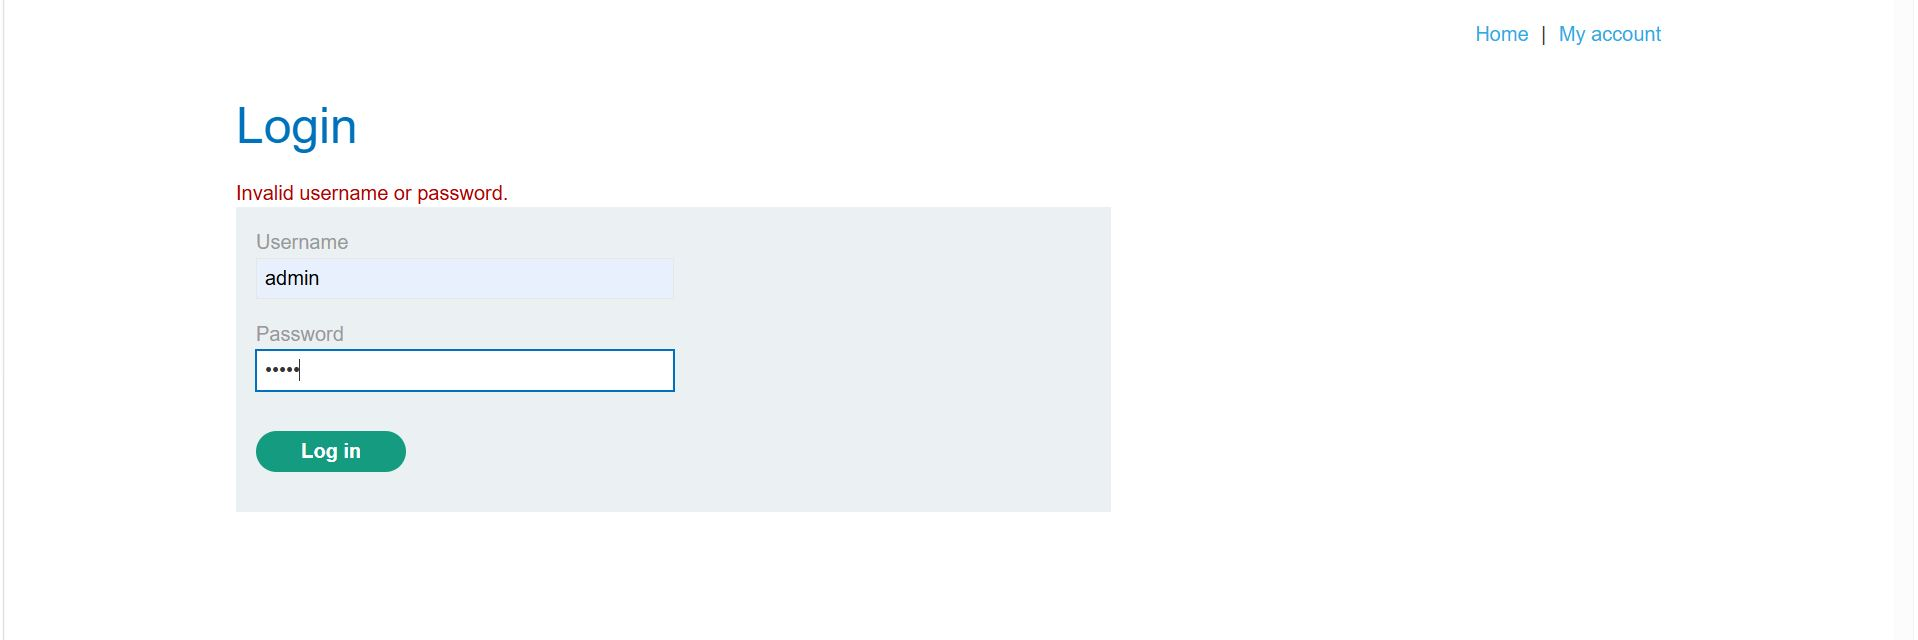 Home | My account
Login
Invalid username or password.
Username
admin
Password
•••••
Log in